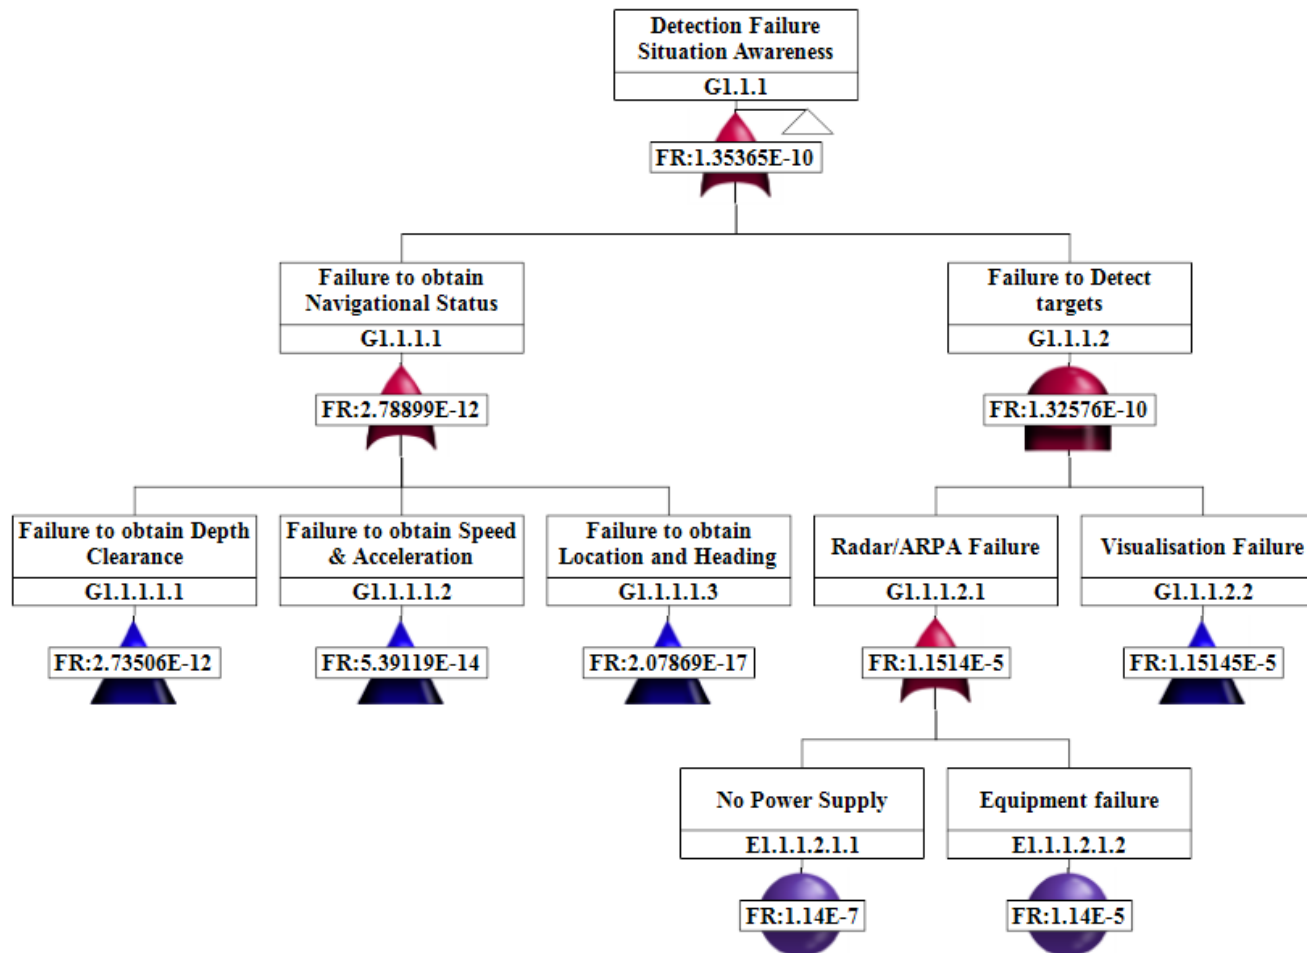 Detection Failure
Situation Awareness
G1.1.1
FR:1.35365E-10
Failure to obtain
Navigational Status
G1.1.1.1
FR:2.78899E-12
Failure to Detect
targets
G1.1.1.2
FR:1.32576E-10
Failure to obtain Depth
Clearance
G1.1.1.1.1
FR:2.73506E-12
Failure to obtain Speed
& Acceleration
G1.1.1.1.2
FR:5.39119E-14
Failure to obtain
Location and Heading
G1.1.1.1.3
FR:2.07869E-17
Radar/ARPA Failure
G1.1.1.2.1
FR:1.1514E-5
Visualisation Failure
G1.1.1.2.2
FR:1.15145E-5
No Power Supply
E1.1.1.2.1.1
FR:1.14E-7
Equipment failure
E1.1.1.2.1.2
FR:1.14E-5